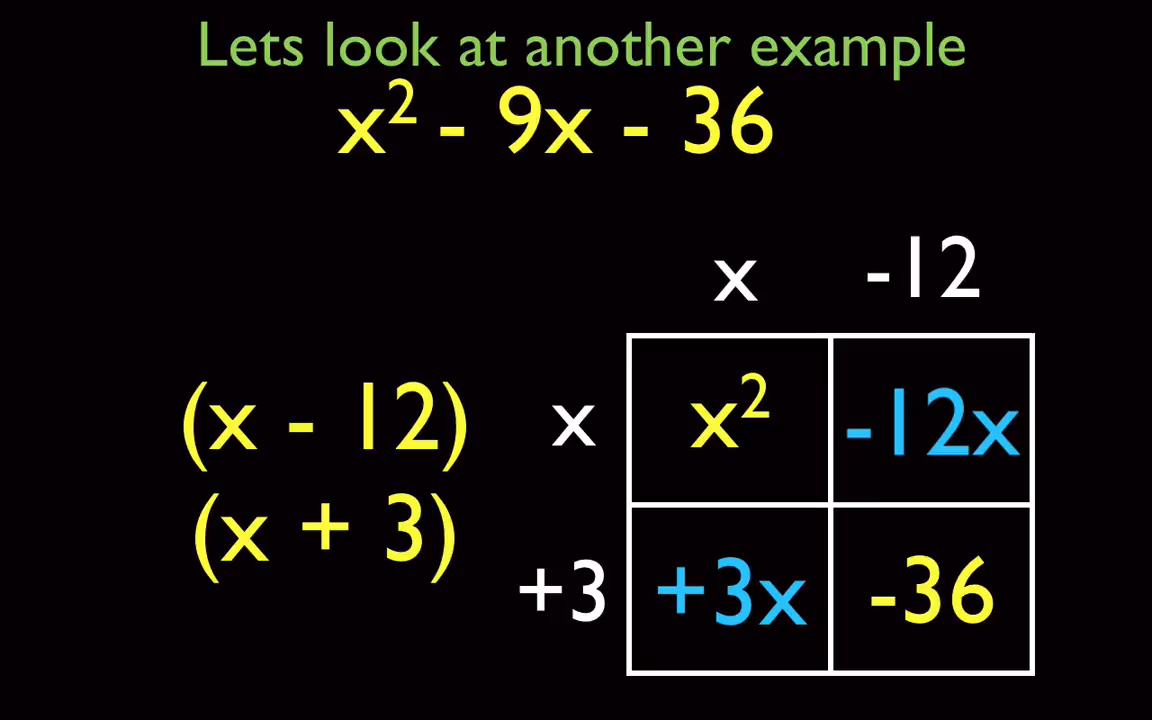 Lets look at another example
x² - 9x - 36
x -12
(x - 12) x x² -12x
(x + 3) +3 +3x -36